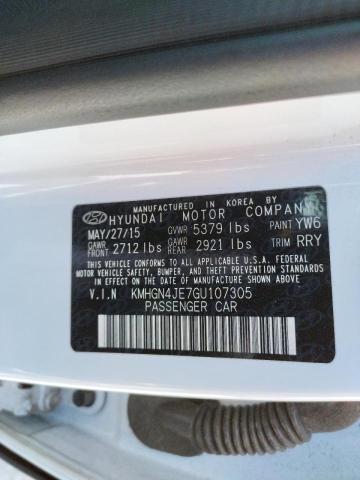 MANUFACTURED IN KOREA BY
HYUNDAI MOTOR COMPANY
MAY/27/15 GVWR 5379 lbs PAINT YW6
GAWR FRONT 2712 lbs GAWR 2921 lbs TRIM RRY
THIS VEHICLE CONFORMS TO ALL APPLICABLE U.S.A. FEDERAL
MOTOR VEHICLE SAFETY, BUMPER, AND THEFT PREVENTION STANDARDS
IN EFFECT ON THE DATE OF MANUFACTURE SHOWN ABOVE.
V.I.N KMHGN4JE7GU107305
PASSENGER CAR